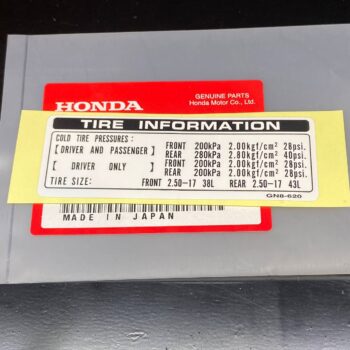 GENUINE PARTS
HONDA Honda Motor Co., Ltd.
TIRE INFORMATION
COLD TIRE PRESSURES:
[DRIVER AND PASSENGER] FRONT 200kPa 2.00kgf/cm² 28psi.
REAR 280kPa 2.80kgf/cm² 40psi.
[DRIVER ONLY] FRONT 200kPa 2.00kgf/cm² 28psi.
REAR 200kPa 2.00kgf/cm² 28psi.
TIRE SIZE: FRONT 2.50-17 38L REAR 2.50-17 43L
GN8-620
MADE IN JAPAN